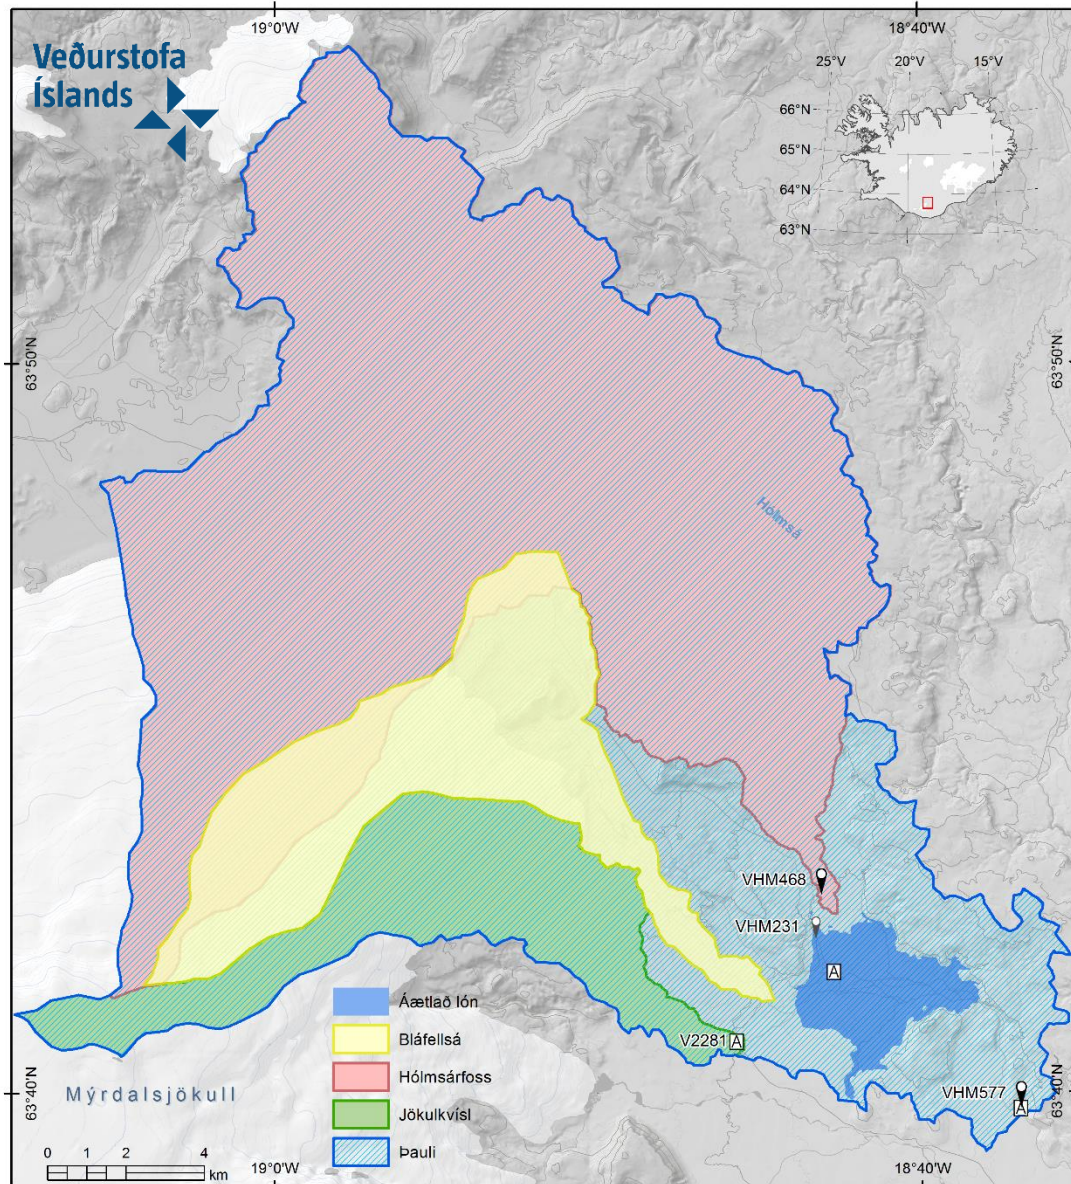 19°0'W
18°40'W
Veðurstofa
Íslands
25°V
20°V
15°V
66°N
65°N
64°N
63°N
63°50'N
63°50'N
Hólmsá
VHM468
VHM231
A
V2281
A
VHM577
A
Áætlað lón
Bláfellsá
Hólmsárfoss
Jökulkvísl
Þauli
Mýrdalsjökull
63°40'N
63°40'N
0
1
2
4
km
19°0'W
18°40'W